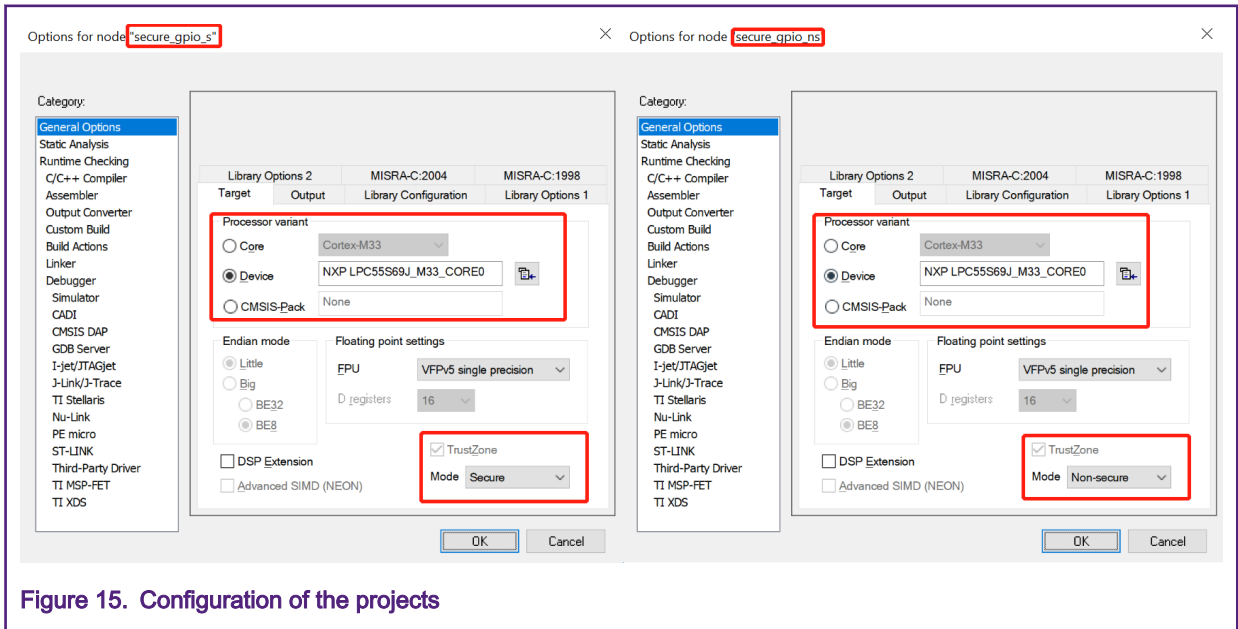 Options for node "secure_gpio_s"
Category:
General Options
Static Analysis
Runtime Checking
C/C++ Compiler
Assembler
Output Converter
Custom Build
Build Actions
Linker
Debugger
Simulator
CADI
CMSIS DAP
GDB Server
I-jet/JTAGjet
J-Link/J-Trace
TI Stellaris
Nu-Link
PE micro
ST-LINK
Third-Party Driver
TI MSP-FET
TI XDS
Library Options 2 MISRA-C:2004 MISRA-C:1998
Target Output Library Configuration Library Options 1
Processor variant
Core Cortex-M33
Device NXP LPC55S69J_M33_CORE0
CMSIS-Pack None
Endian mode
Little
Big
BE32
BE8
Floating point settings
FPU VFPv5 single precision
D registers 16
DSP Extension
Advanced SIMD (NEON)
TrustZone
Mode Secure
OK Cancel
Options for node "secure_gpio_ns"
Category:
General Options
Static Analysis
Runtime Checking
C/C++ Compiler
Assembler
Output Converter
Custom Build
Build Actions
Linker
Debugger
Simulator
CADI
CMSIS DAP
GDB Server
I-jet/JTAGjet
J-Link/J-Trace
TI Stellaris
Nu-Link
PE micro
ST-LINK
Third-Party Driver
TI MSP-FET
TI XDS
Library Options 2 MISRA-C:2004 MISRA-C:1998
Target Output Library Configuration Library Options 1
Processor variant
Core Cortex-M33
Device NXP LPC55S69J_M33_CORE0
CMSIS-Pack None
Endian mode
Little
Big
BE32
BE8
Floating point settings
FPU VFPv5 single precision
D registers 16
DSP Extension
Advanced SIMD (NEON)
TrustZone
Mode Non-secure
OK Cancel
Figure 15. Configuration of the projects